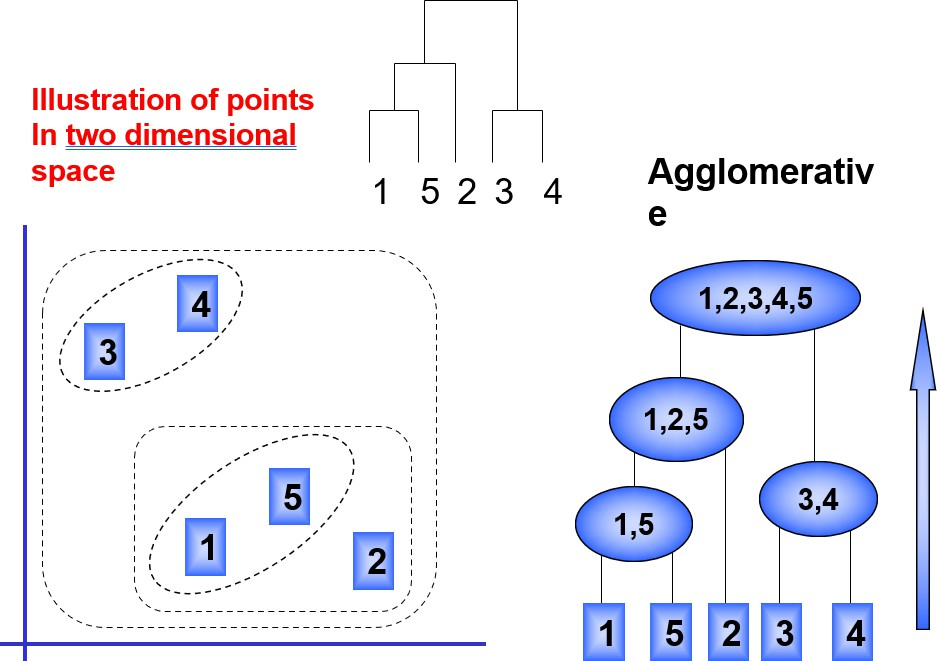 Illustration of points
In two dimensional
space
1 5 2 3 4
Agglomerativ
e
4
3
5
1
2
1,2,3,4,5
1,2,5
3,4
1,5
1 5 2 3 4